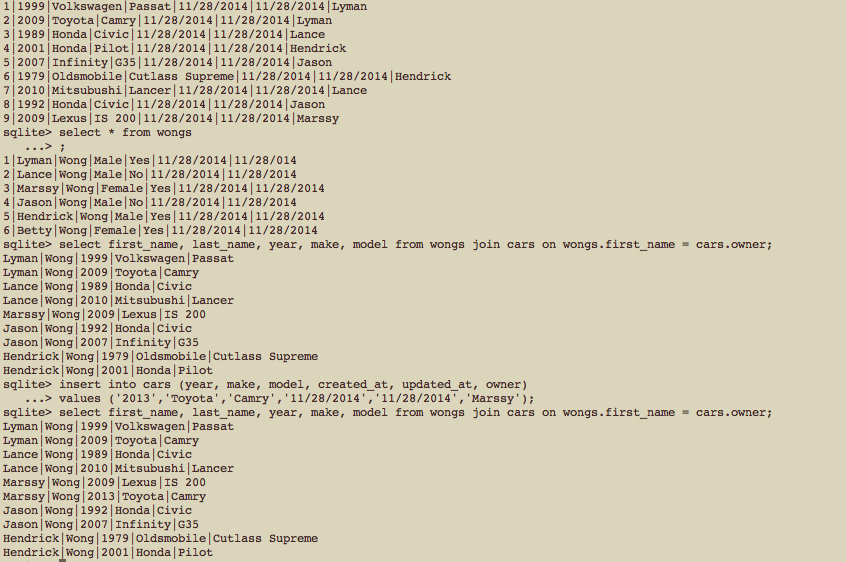 1|1999|Volkswagen|Passat|11/28/2014|11/28/2014|Lyman
2|2009|Toyota|Camry|11/28/2014|11/28/2014|Lyman
3|1989|Honda|Civic|11/28/2014|11/28/2014|Lance
4|2001|Honda|Pilot|11/28/2014|11/28/2014|Hendrick
5|2007|Infinity|G35|11/28/2014|11/28/2014|Jason
6|1979|Oldsmobile|Cutlass Supreme|11/28/2014|11/28/2014|Hendrick
7|2010|Mitsubushi|Lancer|11/28/2014|11/28/2014|Lance
8|1992|Honda|Civic|11/28/2014|11/28/2014|Jason
9|2009|Lexus|IS 200|11/28/2014|11/28/2014|Marssy
sqlite> select * from wongs
   ...> ;
1|Lyman|Wong|Male|Yes|11/28/2014|11/28/014
2|Lance|Wong|Male|No|11/28/2014|11/28/2014
3|Marssy|Wong|Female|Yes|11/28/2014|11/28/2014
4|Jason|Wong|Male|No|11/28/2014|11/28/2014
5|Hendrick|Wong|Male|Yes|11/28/2014|11/28/2014
6|Betty|Wong|Female|Yes|11/28/2014|11/28/2014
sqlite> select first_name, last_name, year, make, model from wongs join cars on wongs.first_name = cars.owner;
Lyman|Wong|1999|Volkswagen|Passat
Lyman|Wong|2009|Toyota|Camry
Lance|Wong|1989|Honda|Civic
Lance|Wong|2010|Mitsubushi|Lancer
Marssy|Wong|2009|Lexus|IS 200
Jason|Wong|1992|Honda|Civic
Jason|Wong|2007|Infinity|G35
Hendrick|Wong|1979|Oldsmobile|Cutlass Supreme
Hendrick|Wong|2001|Honda|Pilot
sqlite> insert into cars (year, make, model, created_at, updated_at, owner)
   ...> values ('2013','Toyota','Camry','11/28/2014','11/28/2014','Marssy');
sqlite> select first_name, last_name, year, make, model from wongs join cars on wongs.first_name = cars.owner;
Lyman|Wong|1999|Volkswagen|Passat
Lyman|Wong|2009|Toyota|Camry
Lance|Wong|1989|Honda|Civic
Lance|Wong|2010|Mitsubushi|Lancer
Marssy|Wong|2009|Lexus|IS 200
Marssy|Wong|2013|Toyota|Camry
Jason|Wong|1992|Honda|Civic
Jason|Wong|2007|Infinity|G35
Hendrick|Wong|1979|Oldsmobile|Cutlass Supreme
Hendrick|Wong|2001|Honda|Pilot